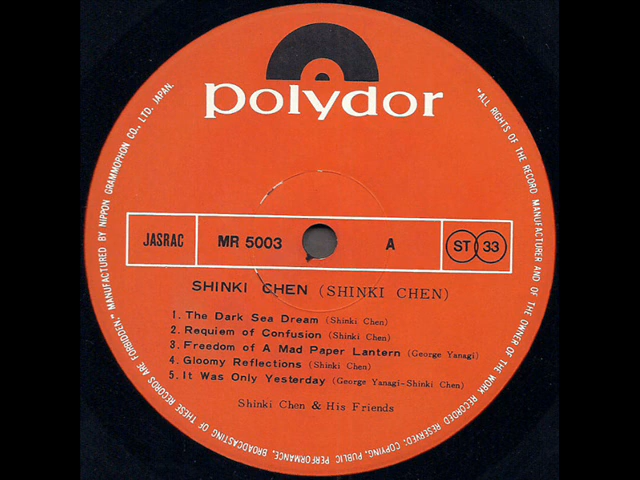 polydor
JASRAC MR 5003 A ST 33
SHINKI CHEN (SHINKI CHEN)
1. The Dark Sea Dream (Shinki Chen)
2. Requiem of Confusion (Shinki Chen)
3. Freedom of A Mad Paper Lantern (George Yanagi)
4. Gloomy Reflections (Shinki Chen)
5. It Was Only Yesterday (George Yanagi-Shinki Chen)
Shinki Chen & His Friends
"ALL RIGHTS OF THE RECORD MANUFACTURER AND OF THE OWNER OF THE WORK RECORDED RESERVED. COPYING, PUBLIC PERFORMANCE, BROADCASTING OF THESE RECORDS ARE FORBIDDEN." MANUFACTURED BY NIPPON GRAMMOPHON CO., LTD. JAPAN.